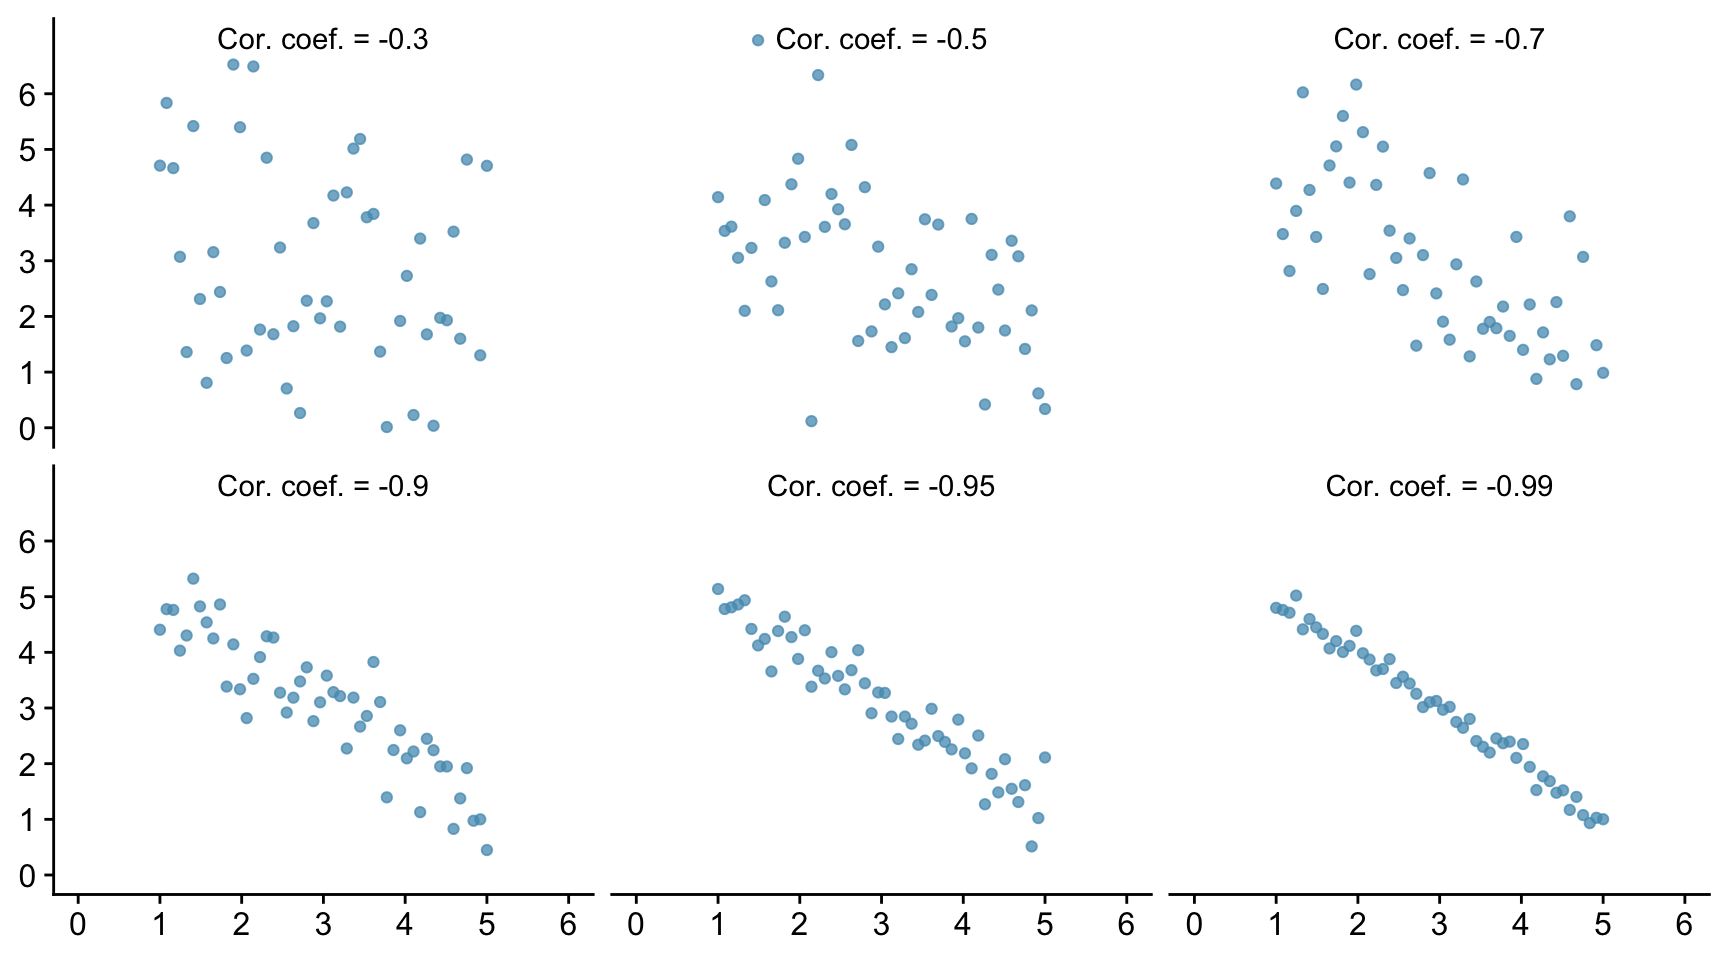 Cor. coef. = -0.3
Cor. coef. = -0.5
Cor. coef. = -0.7
6
5
4
3
2
1
0
Cor. coef. = -0.9
Cor. coef. = -0.95
Cor. coef. = -0.99
6
5
4
3
2
1
0
0 1 2 3 4 5 6
0 1 2 3 4 5 6
0 1 2 3 4 5 6